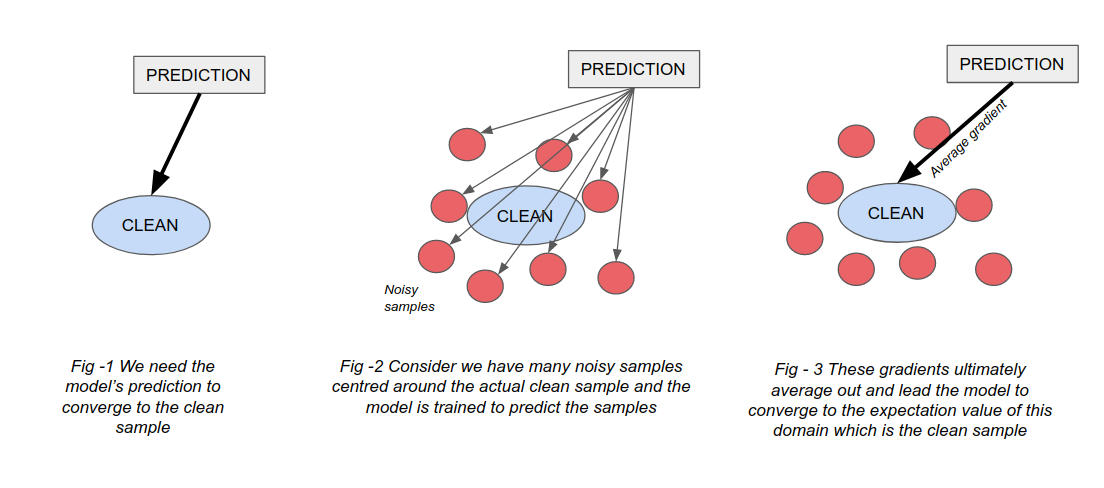 PREDICTION
CLEAN
Fig -1 We need the
model's prediction to
converge to the clean
sample
PREDICTION
CLEAN
Noisy
samples
Fig -2 Consider we have many noisy samples
centred around the actual clean sample and the
model is trained to predict the samples
PREDICTION
Average gradient
CLEAN
Fig - 3 These gradients ultimately
average out and lead the model to
converge to the expectation value of this
domain which is the clean sample